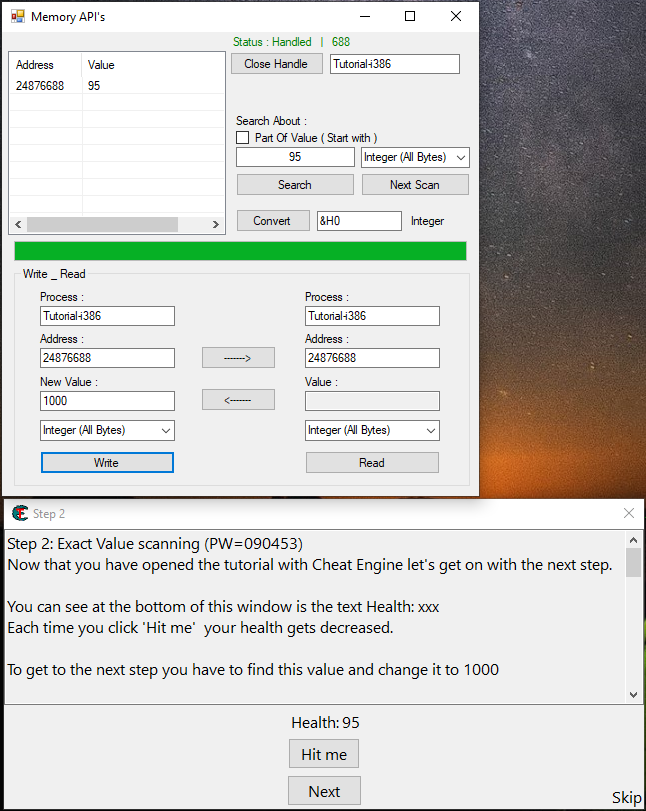 Memory API's
Status : Handled | 688
Address Value
24876688 95
Close Handle Tutorial-i386
Search About :
Part Of Value ( Start with )
95 Integer (All Bytes)
Search Next Scan
Convert &H0 Integer
Write _ Read
Process : Process :
Tutorial-i386 Tutorial-i386
Address : Address :
24876688 -------> 24876688
New Value : Value :
1000 <-------
Integer (All Bytes) Integer (All Bytes)
Write Read
Step 2
Step 2: Exact Value scanning (PW=090453)
Now that you have opened the tutorial with Cheat Engine let's get on with the next step.
You can see at the bottom of this window is the text Health: xxx
Each time you click 'Hit me'  your health gets decreased.
To get to the next step you have to find this value and change it to 1000
Health: 95
Hit me
Next
Skip